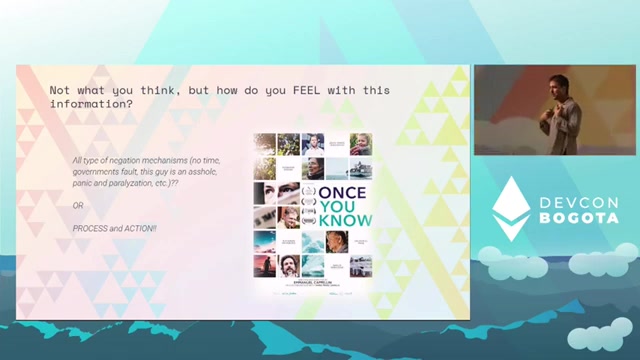 Not what you think, but how do you FEEL with this
information?
All type of negation mechanisms (no time,
governments fault, this guy is an asshole,
panic and paralyzation, etc.)??
OR
PROCESS and ACTION!!
ONCE
YOU
KNOW
EMMANUEL CAPPELLIN
DEVCON
BOGOTA